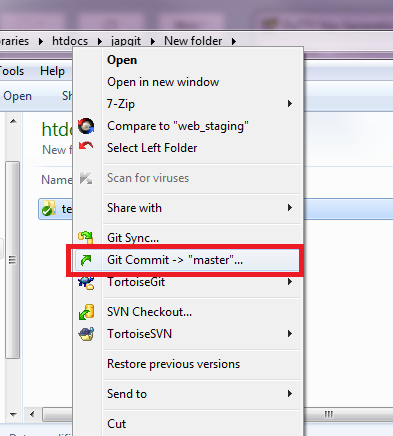 raries ▸ htdocs ▸ japgit ▸ New folder ▸
Tools Help
Open Sh
htdo
New f
Name
te
Open
Open in new window
7-Zip
Compare to "web_staging"
Select Left Folder
Scan for viruses
Share with
Git Sync...
Git Commit -> "master"...
TortoiseGit
SVN Checkout...
TortoiseSVN
Restore previous versions
Send to
Cut